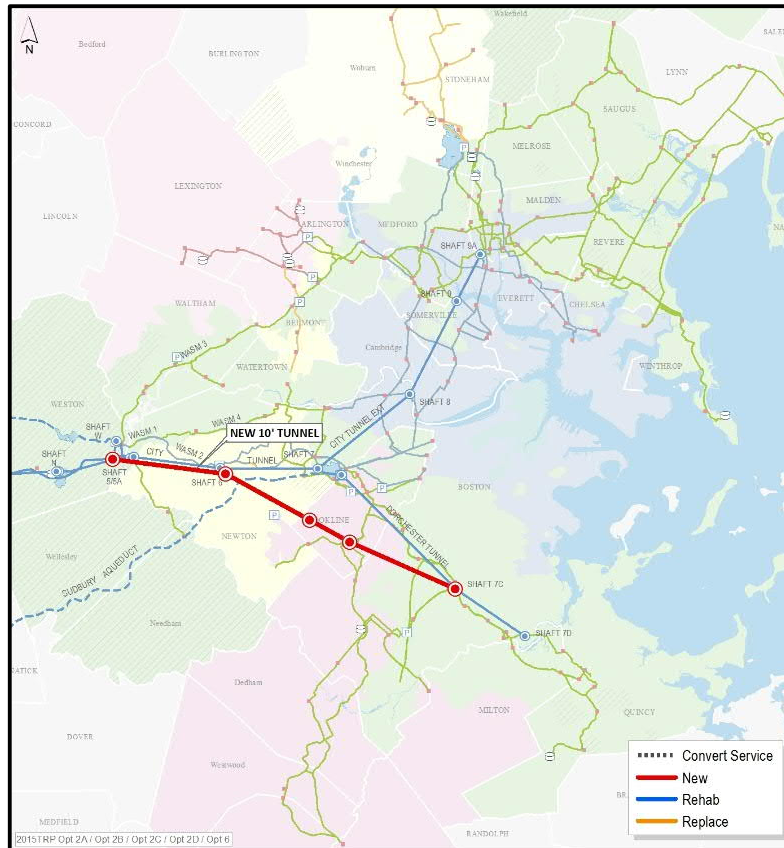 Wakefield
SALEM
N
Bedford
BURLINGTON
Woburn
STONEHAM
LYNN
SAUGUS
CONCORD
P
MELROSE
Winchester
LEXINGTON
MALDEN
LINCOLN
ARLINGTON
MEDFORD
P
SHAFT 9A
REVERE
P
WALTHAM
P
SHAFT 9
EVERETT
CHELSEA
SOMERVILLE
BELMONT
Cambridge
P
WASM 3
WATERTOWN
WINTHROP
WESTON
SHAFT 8
SHAFT
W
WASM 1
WASM 4
CITY TUNNEL EXT
NEW 10' TUNNEL
SHAFT
N
CITY
WASM 2
TUNNEL
SHAFT 7
SHAFT
5/5A
SHAFT 6
P
P
BOSTON
P
OOKLINE
DORCHESTER TUNNEL
NEWTON
Wellesley
SUDBURY AQUEDUCT
SHAFT 7C
Needham
P
SHAFT 7D
NATICK
Dedham
MILTON
QUINCY
DOVER
Westwood
Convert Service
New
Rehab
Replace
BR
MEDFIELD
RANDOLPH
2015TRP Opt 2A / Opt 2B / Opt 2C / Opt 2D / Opt 6